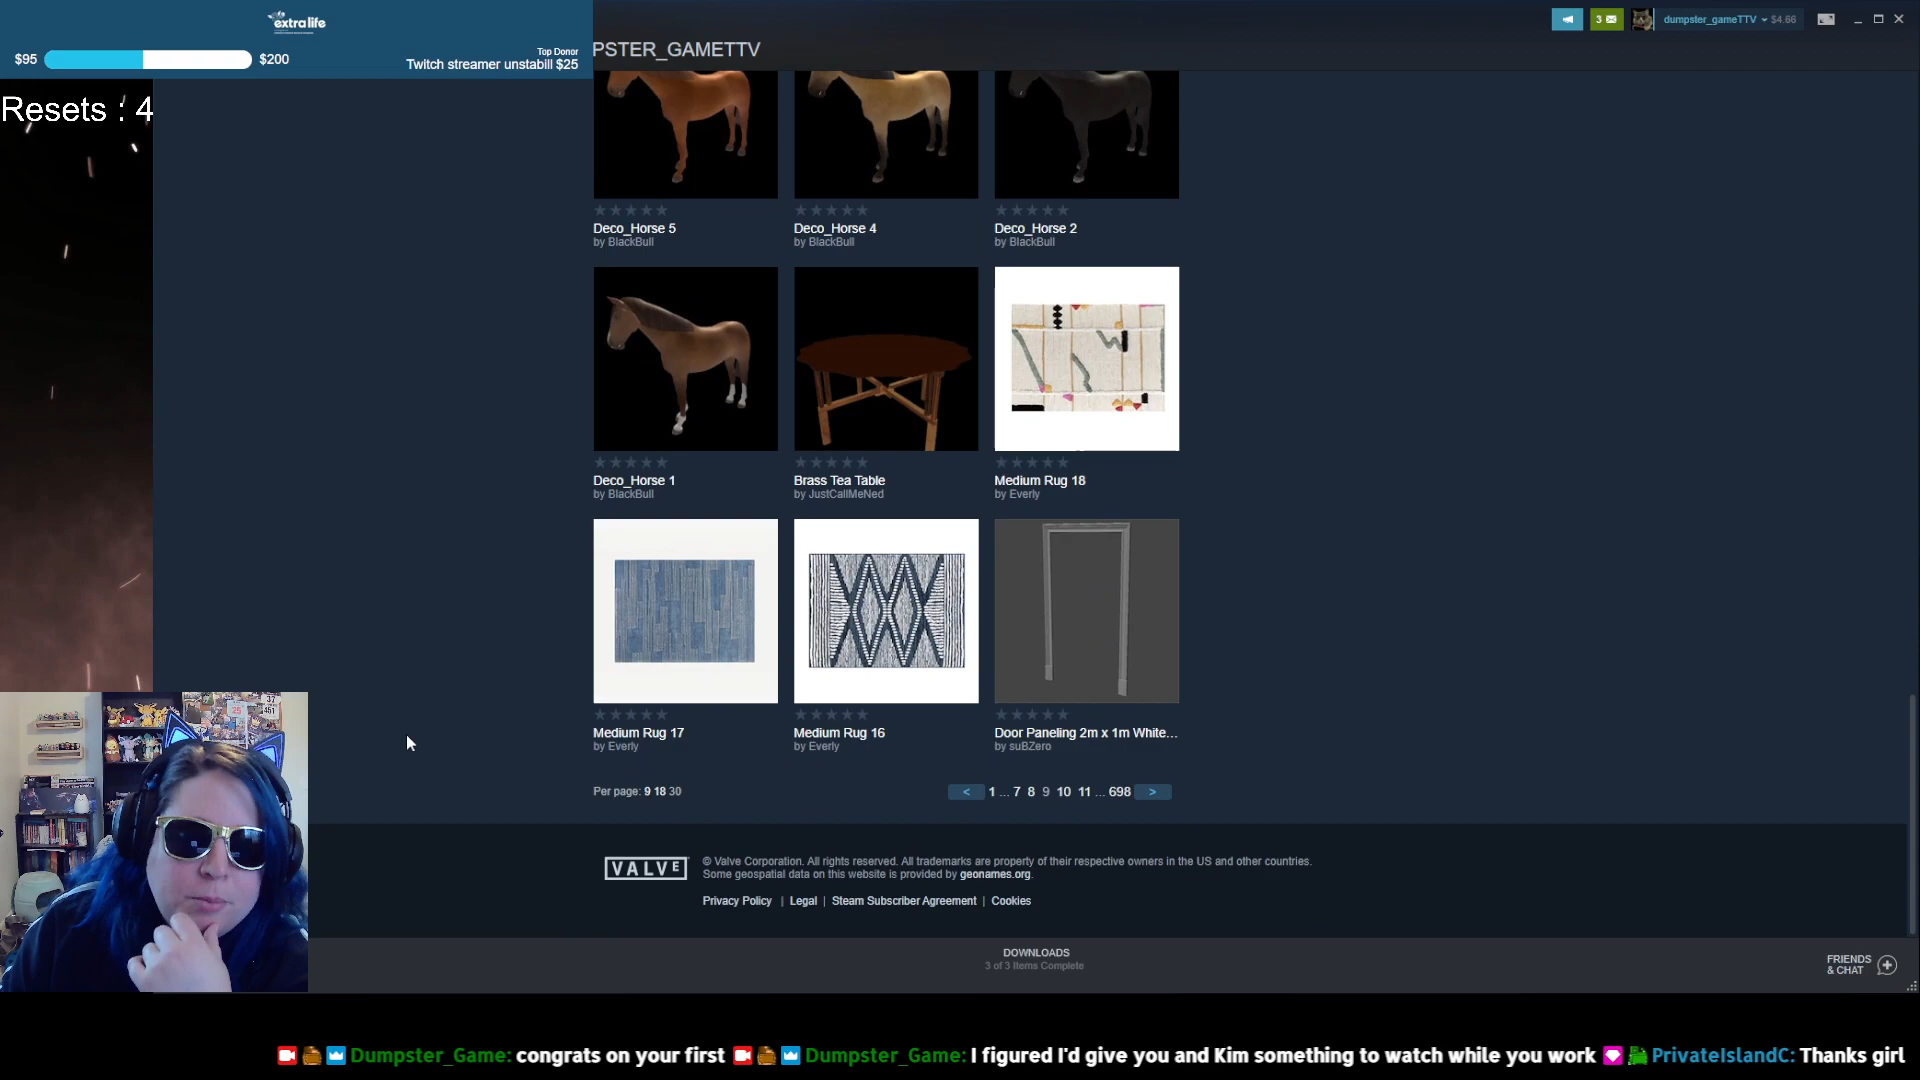 extralife
$95
$200
Top Donor
Twitch streamer unstabill $25
Resets : 4
PSTER_GAMETTV
3
dumpster_gameTTV
$4.66
Deco_Horse 5
by BlackBull
Deco_Horse 4
by BlackBull
Deco_Horse 2
by BlackBull
Deco_Horse 1
by BlackBull
Brass Tea Table
by JustCallMeNed
Medium Rug 18
by Everly
Medium Rug 17
by Everly
Medium Rug 16
by Everly
Door Paneling 2m x 1m White...
by suBZero
Per page: 9 18 30
< 1 ... 7 8 9 10 11 ... 698 >
VALVE
© Valve Corporation. All rights reserved. All trademarks are property of their respective owners in the US and other countries.
Some geospatial data on this website is provided by geonames.org.
Privacy Policy | Legal | Steam Subscriber Agreement | Cookies
DOWNLOADS
3 of 3 Items Complete
FRIENDS
& CHAT
Dumpster_Game: congrats on your first Dumpster_Game: I figured I'd give you and Kim something to watch while you work PrivateIslandC: Thanks girl